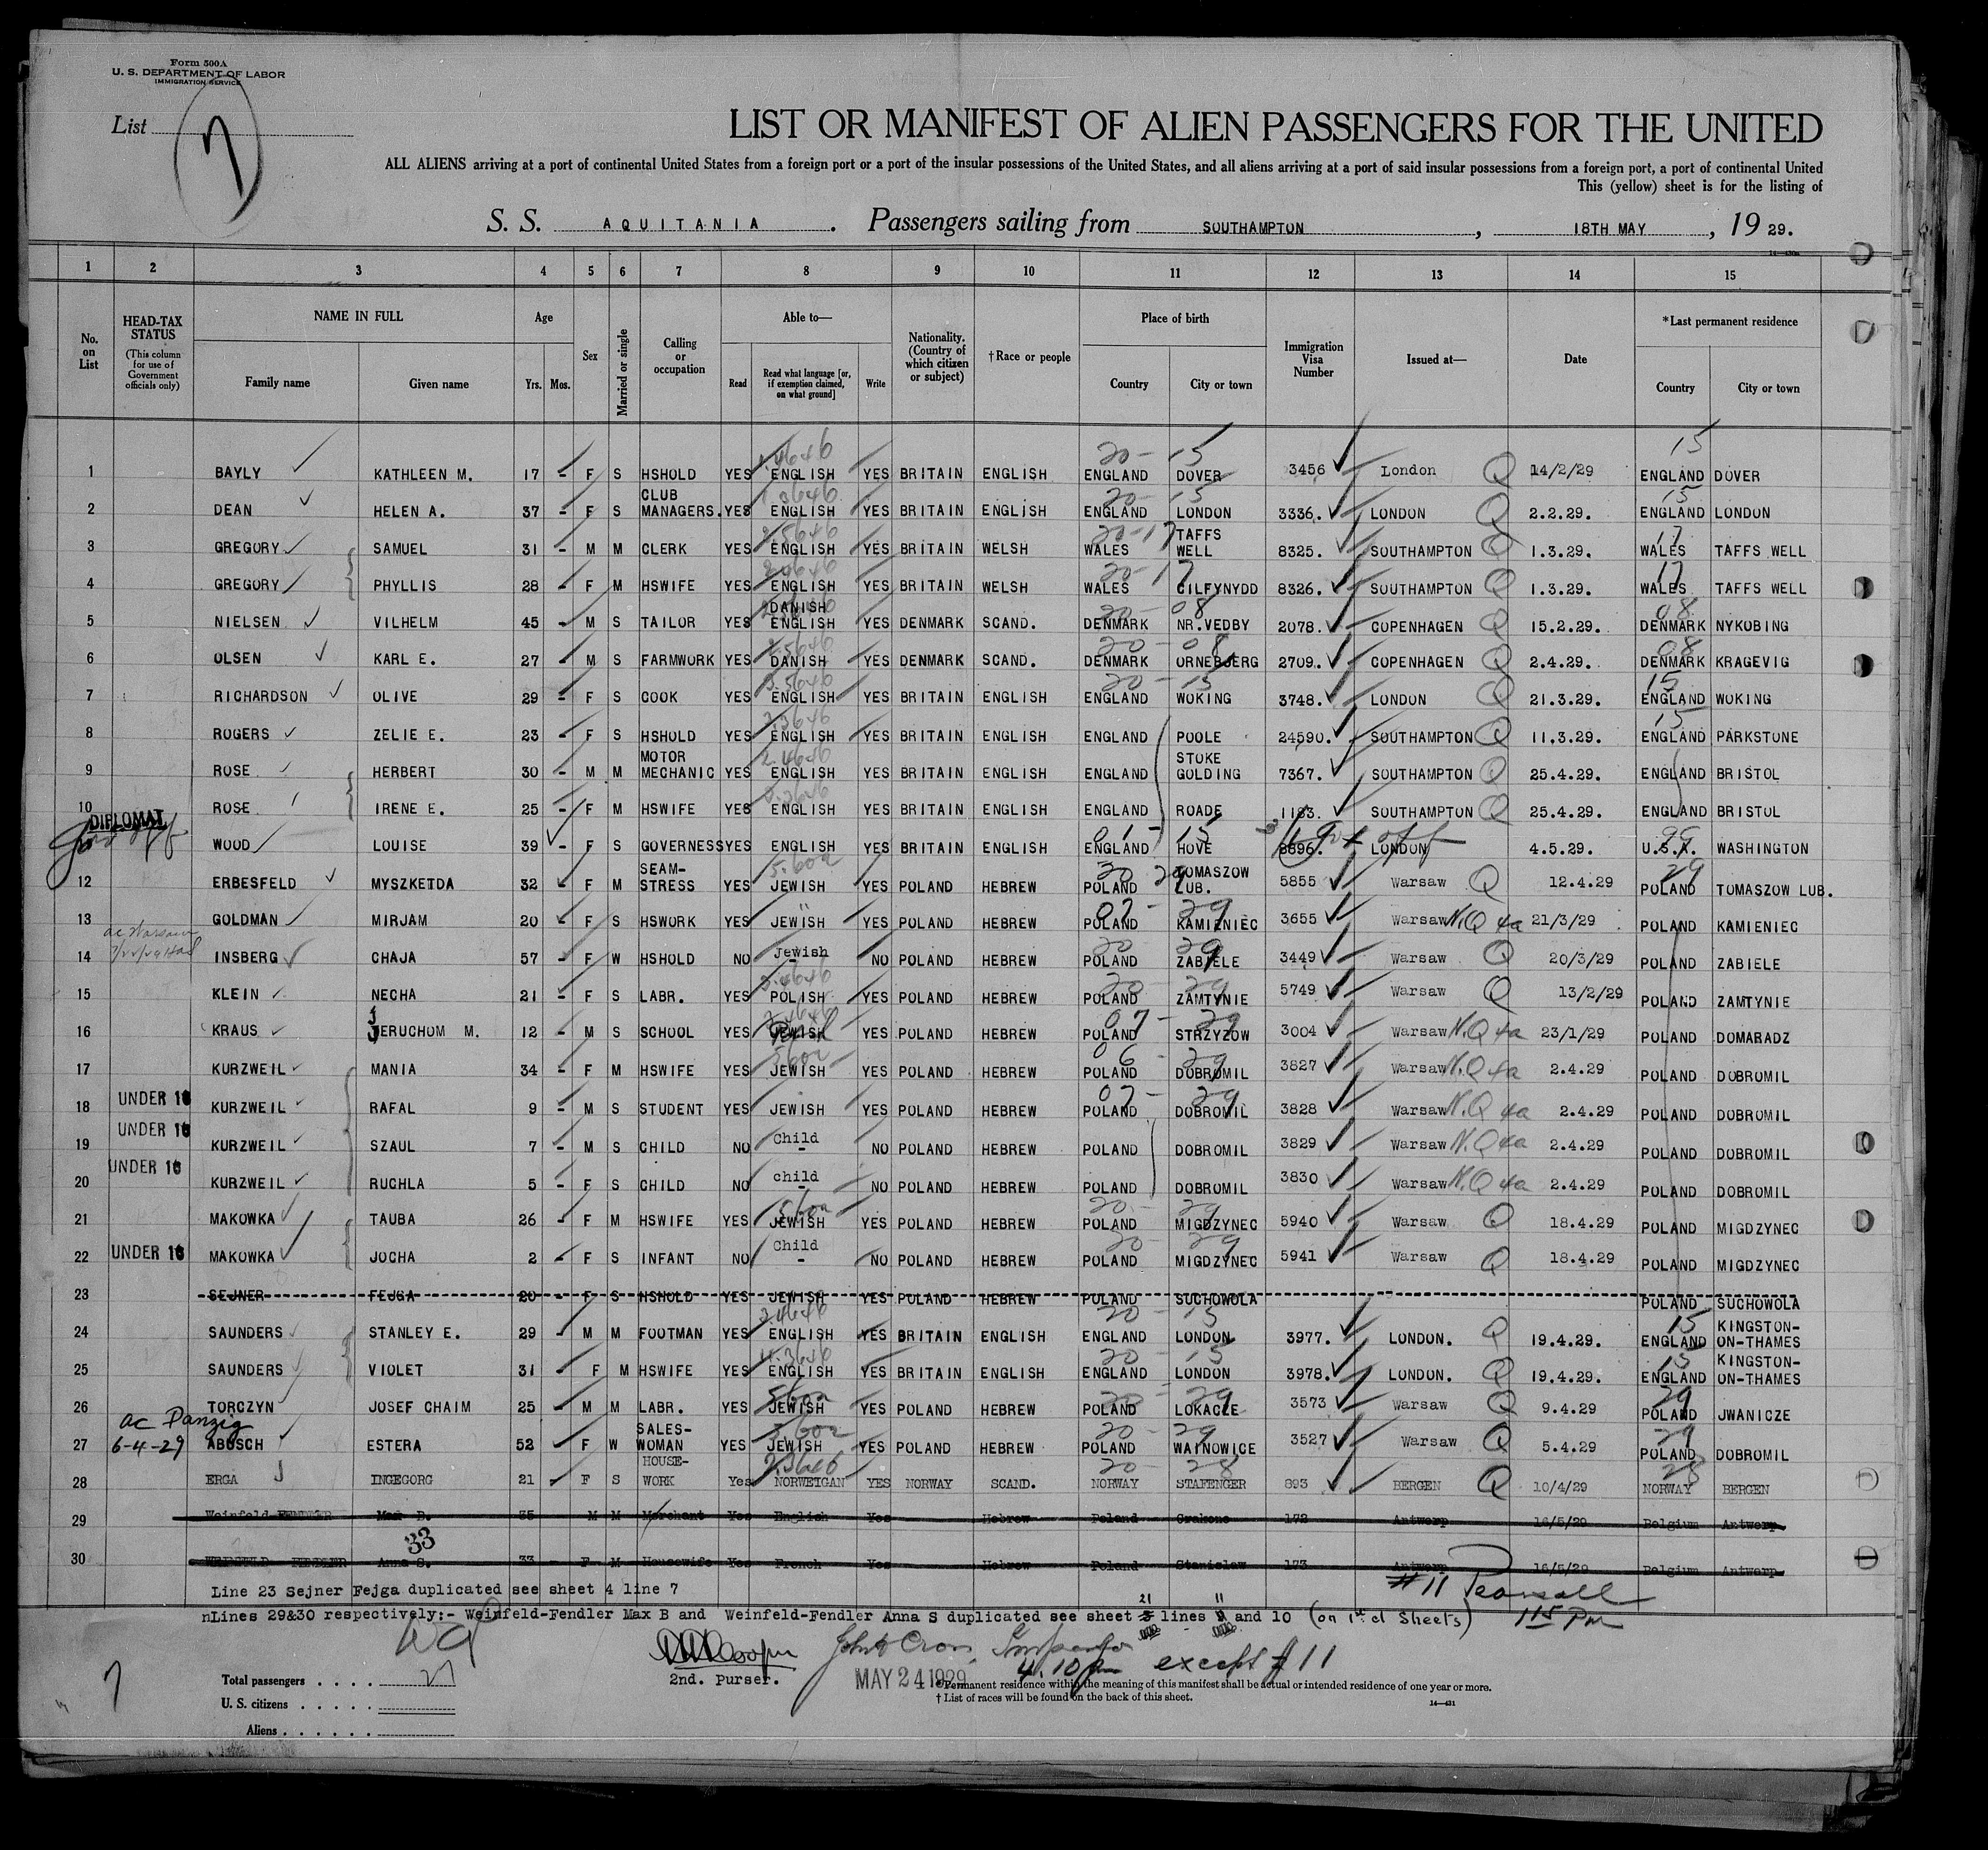 Form 500A
U. S. DEPARTMENT OF LABOR
IMMIGRATION SERVICE
List 7
LIST OR MANIFEST OF ALIEN PASSENGERS FOR THE UNITED
ALL ALIENS arriving at a port of continental United States from a foreign port or a port of the insular possessions of the United States, and all aliens arriving at a port of said insular possessions from a foreign port, a port of continental United
This (yellow) sheet is for the listing of
S. S. AQUITANIA. Passengers sailing from SOUTHAMPTON, 18TH MAY, 1929.
1 2 3 4 5 6 7 8 9 10 11 12 13 14 15
No. on List
HEAD-TAX STATUS (This column for use of Government officials only)
NAME IN FULL Family name Given name
Age Yrs. Mos.
Sex
Married or single
Calling or occupation
Able to— Read Read what language [or, if exemption claimed, on what ground] Write
Nationality. (Country of which citizen or subject)
†Race or people
Place of birth Country City or town
Immigration Visa Number
Issued at—
Date
*Last permanent residence Country City or town
1 BAYLY KATHLEEN M. 17 - F S HSHOLD YES ENGLISH YES BRITAIN ENGLISH ENGLAND DOVER 3456 London Q 14/2/29 ENGLAND DOVER
2 DEAN HELEN A. 37 - F S CLUB MANAGERS. YES ENGLISH YES BRITAIN ENGLISH ENGLAND LONDON 3336. LONDON Q 2.2.29. ENGLAND LONDON
3 GREGORY SAMUEL 31 - M M CLERK YES ENGLISH YES BRITAIN WELSH WALES TAFFS WELL 8325. SOUTHAMPTON Q 1.3.29. WALES TAFFS WELL
4 GREGORY PHYLLIS 28 - F M HSWIFE YES ENGLISH YES BRITAIN WELSH WALES CILFYNYDD 8326. SOUTHAMPTON Q 1.3.29. WALES TAFFS WELL
5 NIELSEN VILHELM 45 - M S TAILOR YES DANISH ENGLISH YES DENMARK SCAND. DENMARK NR.VEDBY 2078. COPENHAGEN Q 15.2.29. DENMARK NYKOBING
6 OLSEN KARL E. 27 - M S FARMWORK YES DANISH YES DENMARK SCAND. DENMARK ORNEBJERG 2709. COPENHAGEN Q 2.4.29. DENMARK KRAGEVIG
7 RICHARDSON OLIVE 29 - F S COOK YES ENGLISH YES BRITAIN ENGLISH ENGLAND WOKING 3748. LONDON Q 21.3.29. ENGLAND WOKING
8 ROGERS ZELIE E. 23 - F S HSHOLD YES ENGLISH YES BRITAIN ENGLISH ENGLAND POOLE 24590. SOUTHAMPTON Q 11.3.29. ENGLAND PARKSTONE
9 ROSE HERBERT 30 - M M MOTOR MECHANIC YES ENGLISH YES BRITAIN ENGLISH ENGLAND STOKE GOLDING 7367. SOUTHAMPTON Q 25.4.29. ENGLAND BRISTOL
10 ROSE IRENE E. 25 - F M HSWIFE YES ENGLISH YES BRITAIN ENGLISH ENGLAND ROADE 1183. SOUTHAMPTON Q 25.4.29. ENGLAND BRISTOL
DIPLOMAT
WOOD LOUISE 39 - F S GOVERNESS YES ENGLISH YES BRITAIN ENGLISH ENGLAND HOVE 8896. LONDON 4.5.29. U.S.A. WASHINGTON
12 ERBESFELD MYSZKETDA 32 - F M SEAM-STRESS YES JEWISH YES POLAND HEBREW POLAND TOMASZOW LUB. 5855 Warsaw Q 12.4.29 POLAND TOMASZOW LUB.
13 GOLDMAN MIRJAM 20 - F S HSWORK YES JEWISH YES POLAND HEBREW POLAND KAMIENIEC 3655 Warsaw N.Q 4a 21/3/29 POLAND KAMIENIEC
14 INSBERG CHAJA 57 - F W HSHOLD NO Jewish - NO POLAND HEBREW POLAND ZABIELE 3449 Warsaw Q 20/3/29 POLAND ZABIELE
15 KLEIN NECHA 21 - F S LABR. YES POLISH YES POLAND HEBREW POLAND ZAMTYNIE 5749 Warsaw Q 13/2/29 POLAND ZAMTYNIE
16 KRAUS JERUCHOM M. 12 - M S SCHOOL YES JEWISH YES POLAND HEBREW POLAND STRZYZOW 3004 Warsaw N.Q 4a 23/1/29 POLAND DOMARADZ
17 KURZWEIL MANIA 34 - F M HSWIFE YES JEWISH YES POLAND HEBREW POLAND DOBROMIL 3827 Warsaw N.Q 4a 2.4.29 POLAND DOBROMIL
18 UNDER 16 KURZWEIL RAFAL 9 - M S STUDENT YES JEWISH YES POLAND HEBREW POLAND DOBROMIL 3828 Warsaw N.Q 4a 2.4.29 POLAND DOBROMIL
19 UNDER 16 KURZWEIL SZAUL 7 - M S CHILD NO Child - NO POLAND HEBREW POLAND DOBROMIL 3829 Warsaw N.Q 4a 2.4.29 POLAND DOBROMIL
20 UNDER 16 KURZWEIL RUCHLA 5 - F S CHILD NO child - NO POLAND HEBREW POLAND DOBROMIL 3830 Warsaw N.Q 4a 2.4.29 POLAND DOBROMIL
21 MAKOWKA TAUBA 26 - F M HSWIFE YES JEWISH YES POLAND HEBREW POLAND MIGDZYNEC 5940 Warsaw Q 18.4.29 POLAND MIGDZYNEC
22 UNDER 16 MAKOWKA JOCHA 2 - F S INFANT NO Child - NO POLAND HEBREW POLAND MIGDZYNEC 5941 Warsaw Q 18.4.29 POLAND MIGDZYNEC
23 SEJNER FEJGA 20 - F S HSHOLD YES JEWISH YES POLAND HEBREW POLAND SUCHOWOLA POLAND SUCHOWOLA
24 SAUNDERS STANLEY E. 29 - M M FOOTMAN YES ENGLISH YES BRITAIN ENGLISH ENGLAND LONDON 3977. LONDON. Q 19.4.29. ENGLAND KINGSTON-ON-THAMES
25 SAUNDERS VIOLET 31 - F M HSWIFE YES ENGLISH YES BRITAIN ENGLISH ENGLAND LONDON 3978. LONDON. Q 19.4.29. ENGLAND KINGSTON-ON-THAMES
26 TORCZYN JOSEF CHAIM 25 - M M LABR. YES JEWISH YES POLAND HEBREW POLAND LOKACZE 3573 Warsaw Q 9.4.29 POLAND JWANICZE
ac Danzig
27 6-4-29 ABUSCH ESTERA 52 F W SALES-WOMAN YES JEWISH YES POLAND HEBREW POLAND WAINOWICE 3527 Warsaw Q 5.4.29 POLAND DOBROMIL
28 ERGA INGEGORG 21 - F S HOUSE-WORK Yes NORWEIGAN YES NORWAY SCAND. NORWAY STAFENGER 893 BERGEN Q 10/4/29 NORWAY BERGEN
29 Weinfeld-FENDLER Max B. 35 M M Merchant Yes English Yes Hebrew Poland Crakone 172 Antwerp 16/5/29 Belgium Antwerp
33
30 WEINFELD FENDLER Anna S. 33 F M Housewife Yes French Yes Hebrew Poland Stanislaw 173 Antwerp 16/5/29 Belgium Antwerp
Line 23 Sejner Fejga duplicated see sheet 4 line 7
#11
nLines 29&30 respectively:- Weinfeld-Fendler Max B and Weinfeld-Fendler Anna S duplicated see sheet 21 lines 11 and 10 (on 1st cl Sheets) 115 Pm
2nd. Purser.
MAY 24 1929
4.10 pm except #11
7
Total passengers . . . . 27
U. S. citizens . . . . .
Aliens . . . . . .
*Permanent residence within the meaning of this manifest shall be actual or intended residence of one year or more.
† List of races will be found on the back of this sheet.
14—431